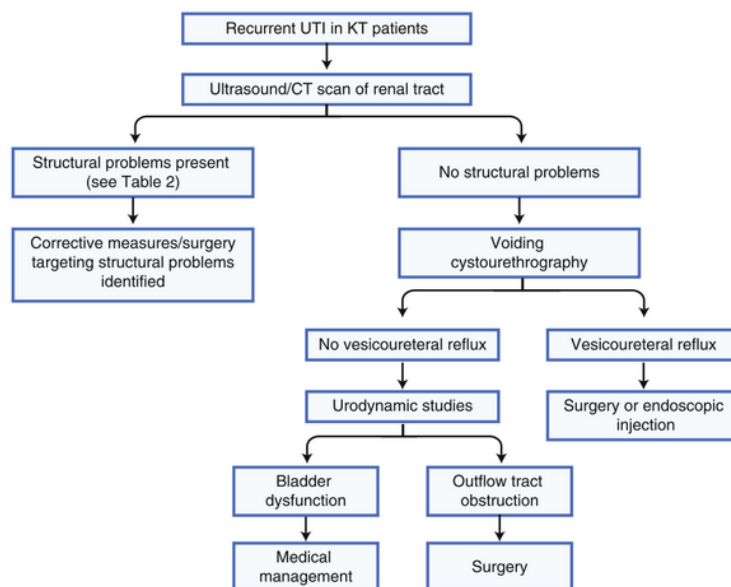 Recurrent UTI in KT patients
Ultrasound/CT scan of renal tract
Structural problems present
(see Table 2)
No structural problems
Corrective measures/surgery
targeting structural problems
identified
Voiding
cystourethrography
No vesicoureteral reflux
Vesicoureteral reflux
Urodynamic studies
Surgery or endoscopic
injection
Bladder
dysfunction
Outflow tract
obstruction
Medical
management
Surgery